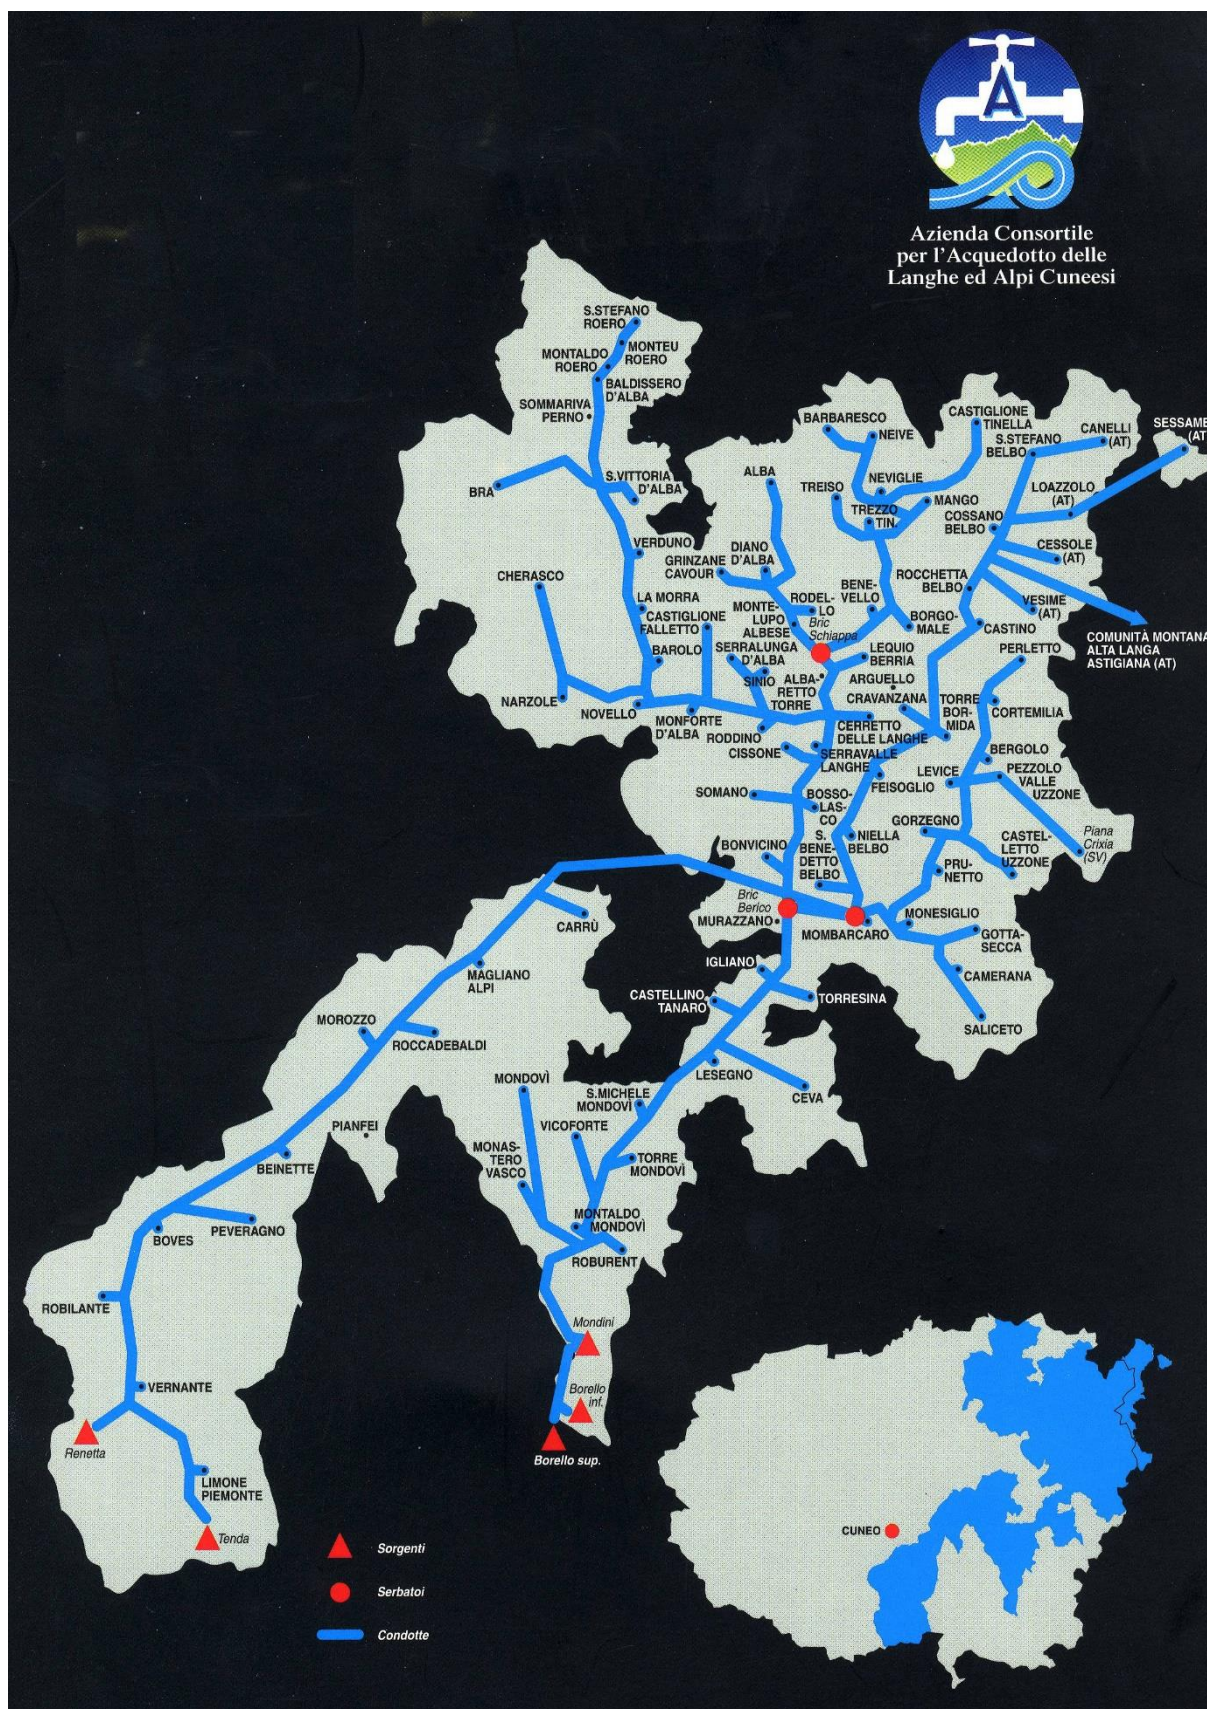 A
Azienda Consortile
per l'Acquedotto delle
Langhe ed Alpi Cuneesi
S.STEFANO
ROERO
MONTEU
ROERO
MONTALDO
ROERO
BALDISSERO
D'ALBA
SOMMARIVA
PERNO
BRA
S.VITTORIA
D'ALBA
BARBARESCO
NEIVE
CASTIGLIONE
TINELLA
S.STEFANO
BELBO
CANELLI
(AT)
SESSAME
(AT
ALBA
TREISO
NEVIGLIE
MANGO
TREZZO
TIN.
LOAZZOLO
(AT)
COSSANO
BELBO
CESSOLE
(AT)
VERDUNO
GRINZANE
CAVOUR
DIANO
D'ALBA
CHERASCO
LA MORRA
CASTIGLIONE
FALLETTO
MONTE-
LUPO
ALBESE
RODEL-
LO
Bric
Schiappa
BENE-
VELLO
BORGO-
MALE
ROCCHETTA
BELBO
VESIME
(AT)
CASTINO
COMUNITÀ MONTANA
ALTA LANGA
ASTIGIANA (AT)
BAROLO
SERRALUNGA
D'ALBA
SINIO
LEQUIO
BERRIA
ALBA-
RETTO
TORRE
ARGUELLO
CRAVANZANA
PERLETTO
TORRE
BOR-
MIDA
CORTEMILIA
NARZOLE
NOVELLO
MONFORTE
D'ALBA
RODDINO
CISSONE
CERRETTO
DELLE LANGHE
SERRAVALLE
LANGHE
BERGOLO
LEVICE
PEZZOLO
VALLE
UZZONE
FEISOGLIO
SOMANO
BOSSO-
LAS-
CO
GORZEGNO
CASTEL-
LETTO
UZZONE
Piana
Crixia
(SV)
BONVICINO
S.
BENE-
DETTO
BELBO
NIELLA
BELBO
PRU-
NETTO
Bric
Berico
MURAZZANO
MOMBARCARO
MONESIGLIO
GOTTA-
SECCA
CAMERANA
SALICETO
CARRÙ
MAGLIANO
ALPI
IGLIANO
CASTELLINO
TANARO
TORRESINA
MOROZZO
ROCCADEBALDI
LESEGNO
CEVA
MONDOVÌ
S.MICHELE
MONDOVÌ
PIANFEI
VICOFORTE
BEINETTE
MONAS-
TERO
VASCO
TORRE
MONDOVÌ
PEVERAGNO
BOVES
MONTALDO
MONDOVÌ
ROBURENT
ROBILANTE
Mondini
VERNANTE
Borello
inf.
Renetta
Borello sup.
LIMONE
PIEMONTE
Tenda
CUNEO
Sorgenti
Serbatoi
Condotte